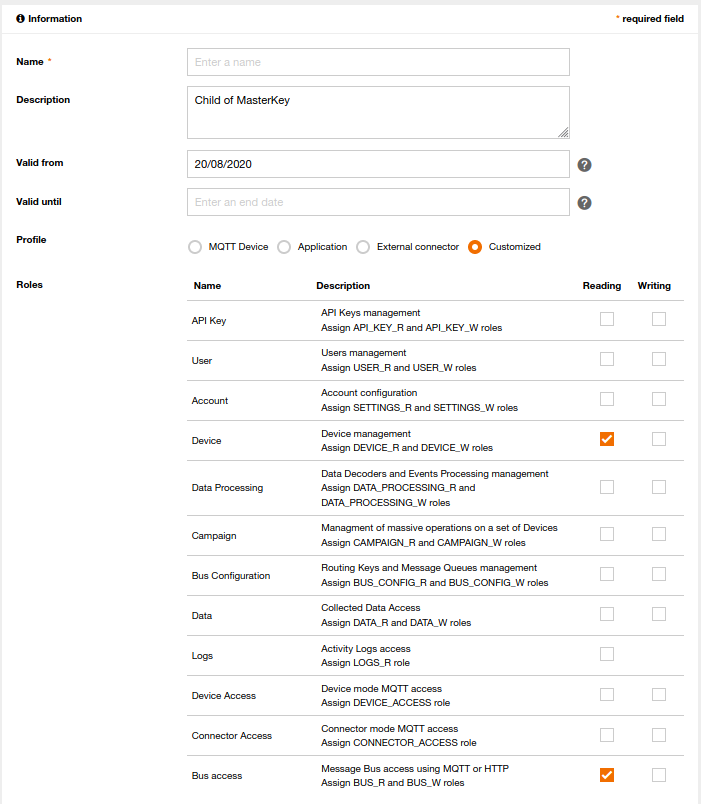 Information * required field
Name *
Enter a name
Description
Child of MasterKey
Valid from
20/08/2020
?
Valid until
Enter an end date
?
Profile
MQTT Device Application External connector Customized
Roles
Name Description Reading Writing
API Key
API Keys management
Assign API_KEY_R and API_KEY_W roles
User
Users management
Assign USER_R and USER_W roles
Account
Account configuration
Assign SETTINGS_R and SETTINGS_W roles
Device
Device management
Assign DEVICE_R and DEVICE_W roles
Data Processing
Data Decoders and Events Processing management
Assign DATA_PROCESSING_R and
DATA_PROCESSING_W roles
Campaign
Managment of massive operations on a set of Devices
Assign CAMPAIGN_R and CAMPAIGN_W roles
Bus Configuration
Routing Keys and Message Queues management
Assign BUS_CONFIG_R and BUS_CONFIG_W roles
Data
Collected Data Access
Assign DATA_R and DATA_W roles
Logs
Activity Logs access
Assign LOGS_R role
Device Access
Device mode MQTT access
Assign DEVICE_ACCESS role
Connector Access
Connector mode MQTT access
Assign CONNECTOR_ACCESS role
Bus access
Message Bus access using MQTT or HTTP
Assign BUS_R and BUS_W roles